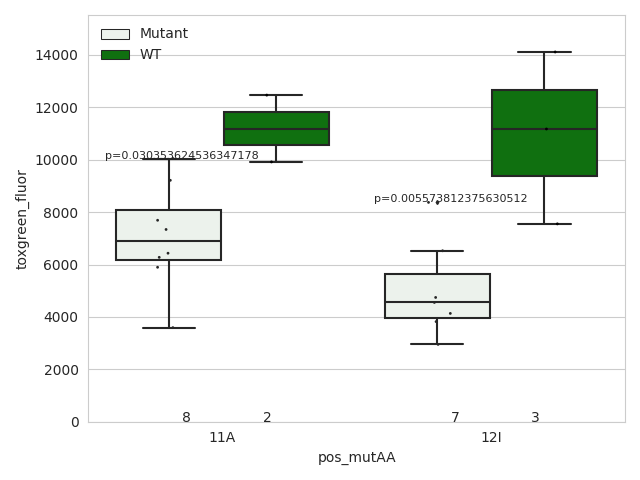 Mutant
WT
14000
12000
10000
8000
6000
4000
2000
0
toxgreen_fluor
p=0.030353624536347178
p=0.005573812375630512
8 2 7 3
11A 12I
pos_mutAA